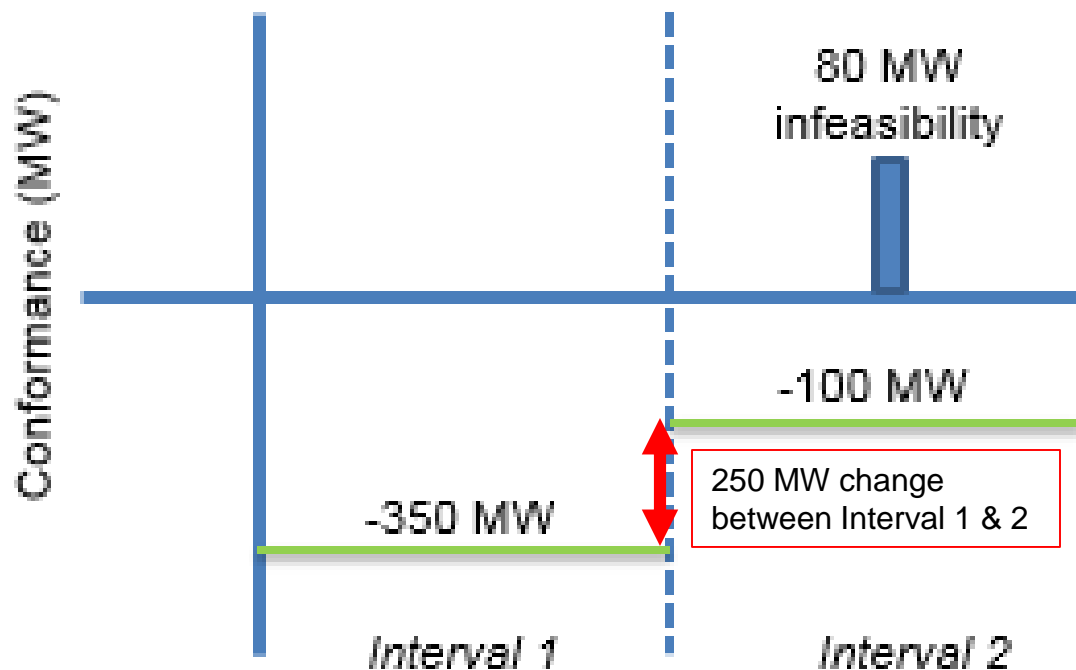 Conformance (MW)
80 MW
infeasibility
-100 MW
250 MW change
between Interval 1 & 2
-350 MW
Interval 1
Interval 2